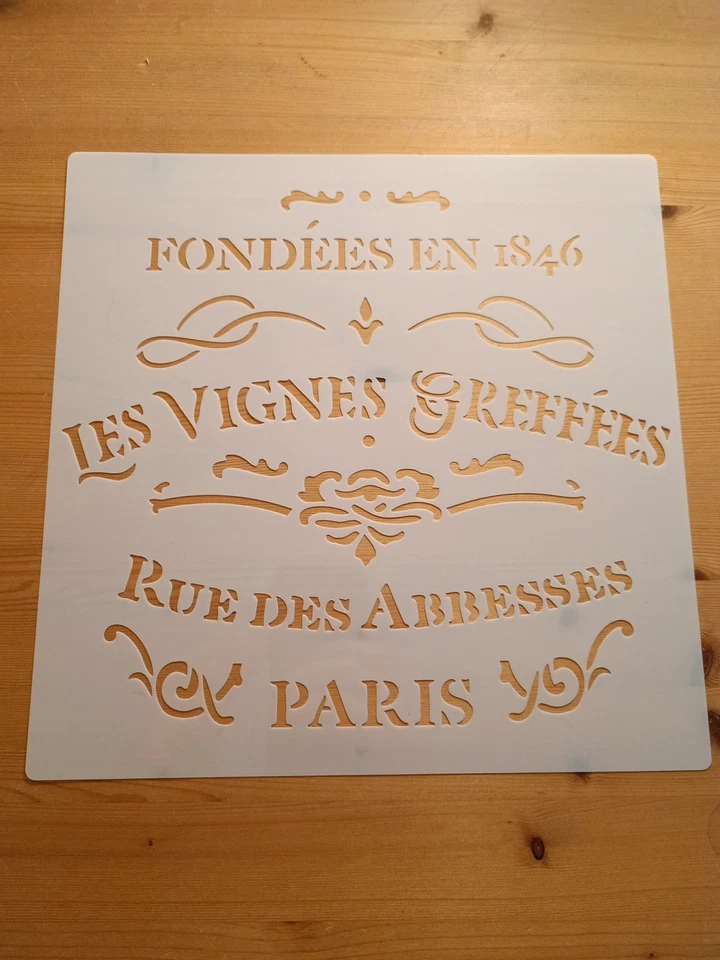 FONDÉES EN 1846
LES VIGNES GREFFÉES
RUE DES ABBESSES
PARIS